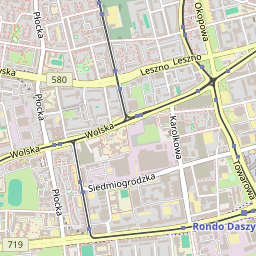 Płocka
Okopowa
Leszno Leszno
580
Płocka
Wolska
Karolkowa
Wolska
Towarowa
Siedmiogrodzka
Płocka
Rondo Daszy
719